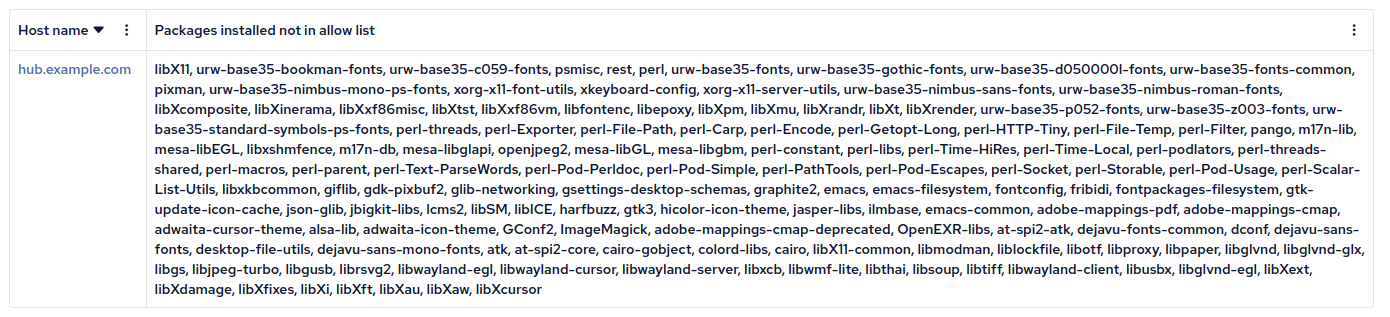 Host name
Packages installed not in allow list
hub.example.com
libX11, urw-base35-bookman-fonts, urw-base35-c059-fonts, psmisc, rest, perl, urw-base35-fonts, urw-base35-gothic-fonts, urw-base35-d050000l-fonts, urw-base35-fonts-common,
pixman, urw-base35-nimbus-mono-ps-fonts, xorg-x11-font-utils, xkeyboard-config, xorg-x11-server-utils, urw-base35-nimbus-sans-fonts, urw-base35-nimbus-roman-fonts,
libXcomposite, libXinerama, libXxf86misc, libXtst, libXxf86vm, libfontenc, libepoxy, libXpm, libXmu, libXrandr, libXt, libXrender, urw-base35-p052-fonts, urw-base35-z003-fonts, urw-
base35-standard-symbols-ps-fonts, perl-threads, perl-Exporter, perl-File-Path, perl-Carp, perl-Encode, perl-Getopt-Long, perl-HTTP-Tiny, perl-File-Temp, perl-Filter, pango, m17n-lib,
mesa-libEGL, libxshmfence, m17n-db, mesa-libglapi, openjpeg2, mesa-libGL, mesa-libgbm, perl-constant, perl-libs, perl-Time-HiRes, perl-Time-Local, perl-podlators, perl-threads-
shared, perl-macros, perl-parent, perl-Text-ParseWords, perl-Pod-Perldoc, perl-Pod-Simple, perl-PathTools, perl-Pod-Escapes, perl-Socket, perl-Storable, perl-Pod-Usage, perl-Scalar-
List-Utils, libxkbcommon, giflib, gdk-pixbuf2, glib-networking, gsettings-desktop-schemas, graphite2, emacs, emacs-filesystem, fontconfig, fribidi, fontpackages-filesystem, gtk-
update-icon-cache, json-glib, jbigkit-libs, lcms2, libSM, libICE, harfbuzz, gtk3, hicolor-icon-theme, jasper-libs, ilmbase, emacs-common, adobe-mappings-pdf, adobe-mappings-cmap,
adwaita-cursor-theme, alsa-lib, adwaita-icon-theme, GConf2, ImageMagick, adobe-mappings-cmap-deprecated, OpenEXR-libs, at-spi2-atk, dejavu-fonts-common, dconf, dejavu-sans-
fonts, desktop-file-utils, dejavu-sans-mono-fonts, atk, at-spi2-core, cairo-gobject, colord-libs, cairo, libX11-common, libmodman, liblockfile, libotf, libproxy, libpaper, libglvnd, libglvnd-glx,
libgs, libjpeg-turbo, libgusb, librsvg2, libwayland-egl, libwayland-cursor, libwayland-server, libxcb, libwmf-lite, libthai, libsoup, libtiff, libwayland-client, libusbx, libglvnd-egl, libXext,
libXdamage, libXfixes, libXi, libXft, libXau, libXaw, libXcursor